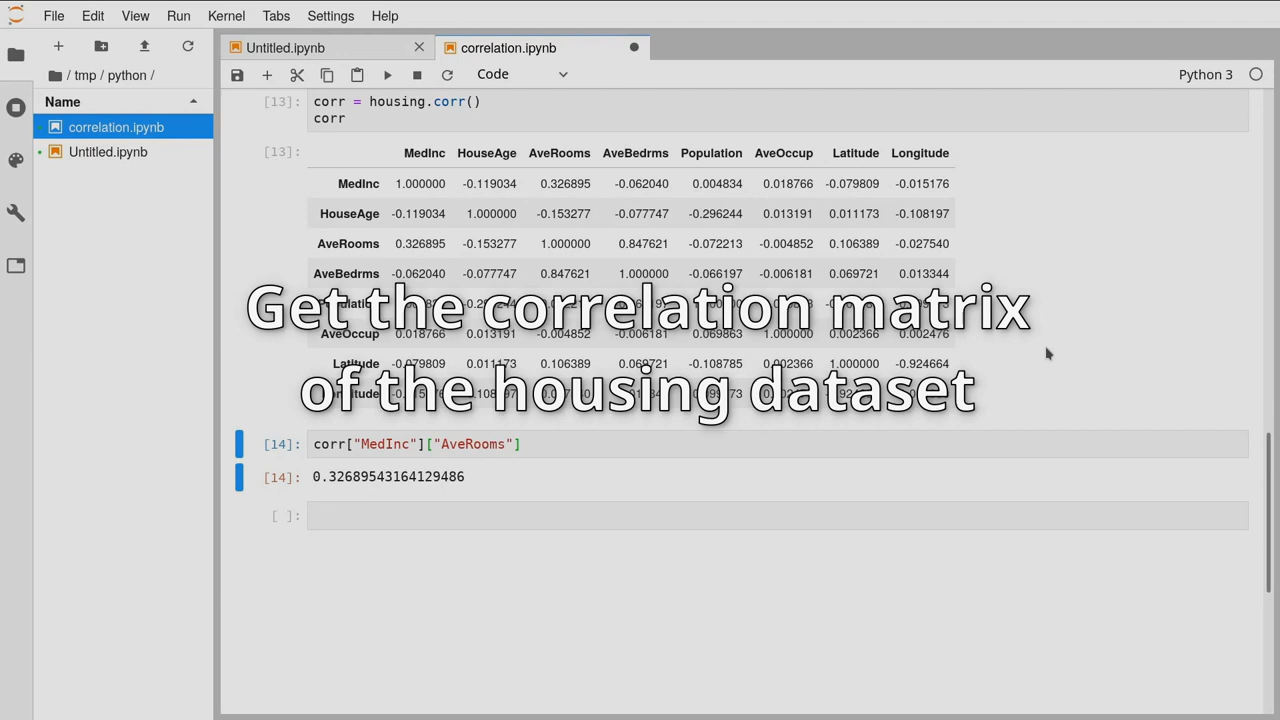 File Edit View Run Kernel Tabs Settings Help
/ tmp / python /
Name
correlation.ipynb
Untitled.ipynb
Untitled.ipynb correlation.ipynb
Code Python 3
[13]: corr = housing.corr()
corr
[13]: MedInc HouseAge AveRooms AveBedrms Population AveOccup Latitude Longitude
MedInc 1.000000 -0.119034 0.326895 -0.062040 0.004834 0.018766 -0.079809 -0.015176
HouseAge -0.119034 1.000000 -0.153277 -0.077747 -0.296244 0.013191 0.011173 -0.108197
AveRooms 0.326895 -0.153277 1.000000 0.847621 -0.072213 -0.004852 0.106389 -0.027540
AveBedrms -0.062040 -0.077747 0.847621 1.000000 -0.066197 -0.006181 0.069721 0.013344
Get the correlation matrix
AveOccup 0.018766 0.013191 -0.004852 -0.006181 0.069863 1.000000 0.002366 0.002476
Latitude -0.079809 0.011173 0.106389 0.069721 -0.108785 0.002366 1.000000 -0.924664
of the housing dataset
[14]: corr["MedInc"]["AveRooms"]
[14]: 0.32689543164129486
[ ]: